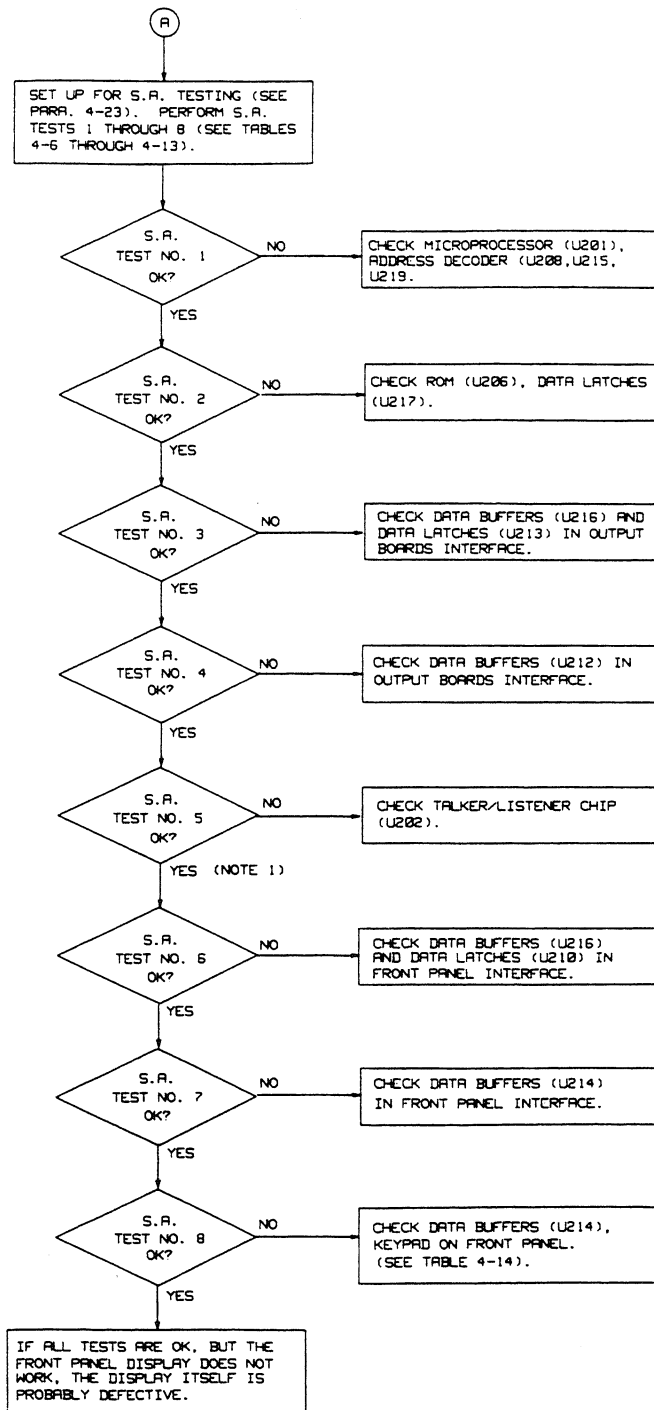 A
SET UP FOR S.A. TESTING (SEE
PARA. 4-23). PERFORM S.A.
TESTS 1 THROUGH 8 (SEE TABLES
4-6 THROUGH 4-13).
S.A.
TEST NO. 1
OK?
NO
CHECK MICROPROCESSOR (U201),
ADDRESS DECODER (U208,U215,
U219.
YES
S.A.
TEST NO. 2
OK?
NO
CHECK ROM (U206), DATA LATCHES
(U217).
YES
S.A.
TEST NO. 3
OK?
NO
CHECK DATA BUFFERS (U216) AND
DATA LATCHES (U213) IN OUTPUT
BOARDS INTERFACE.
YES
S.A.
TEST NO. 4
OK?
NO
CHECK DATA BUFFERS (U212) IN
OUTPUT BOARDS INTERFACE.
YES
S.A.
TEST NO. 5
OK?
NO
CHECK TALKER/LISTENER CHIP
(U202).
YES (NOTE 1)
S.A.
TEST NO. 6
OK?
NO
CHECK DATA BUFFERS (U216)
AND DATA LATCHES (U210) IN
FRONT PANEL INTERFACE.
YES
S.A.
TEST NO. 7
OK?
NO
CHECK DATA BUFFERS (U214)
IN FRONT PANEL INTERFACE.
YES
S.A.
TEST NO. 8
OK?
NO
CHECK DATA BUFFERS (U214),
KEYPAD ON FRONT PANEL.
(SEE TABLE 4-14).
YES
IF ALL TESTS ARE OK, BUT THE
FRONT PANEL DISPLAY DOES NOT
WORK, THE DISPLAY ITSELF IS
PROBABLY DEFECTIVE.